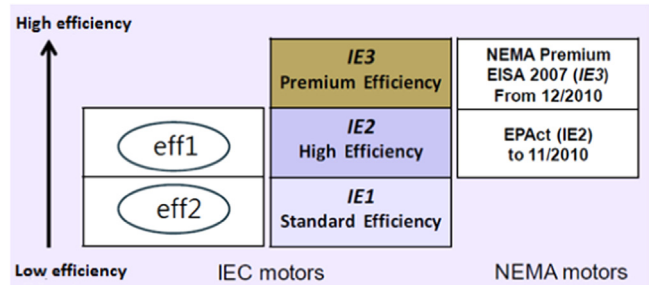 High efficiency
IE3
Premium Efficiency
NEMA Premium
EISA 2007 (IE3)
From 12/2010
eff1
IE2
High Efficiency
EPAct (IE2)
to 11/2010
eff2
IE1
Standard Efficiency
Low efficiency
IEC motors
NEMA motors